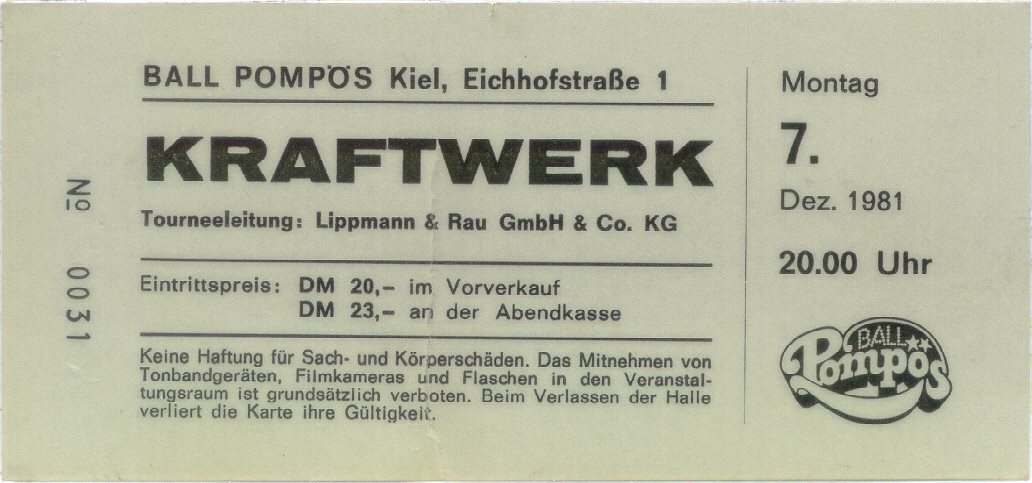 BALL POMPÖS Kiel, Eichhofstraße 1
KRAFTWERK
Tourneeleitung: Lippmann & Rau GmbH & Co. KG
Eintrittspreis: DM 20,- im Vorverkauf
DM 23,- an der Abendkasse
Keine Haftung für Sach- und Körperschäden. Das Mitnehmen von
Tonbandgeräten, Filmkameras und Flaschen in den Veranstal-
tungsraum ist grundsätzlich verboten. Beim Verlassen der Halle
verliert die Karte ihre Gültigkeit.
Montag
7.
Dez. 1981
20.00 Uhr
BALL
Pompös
No 0031